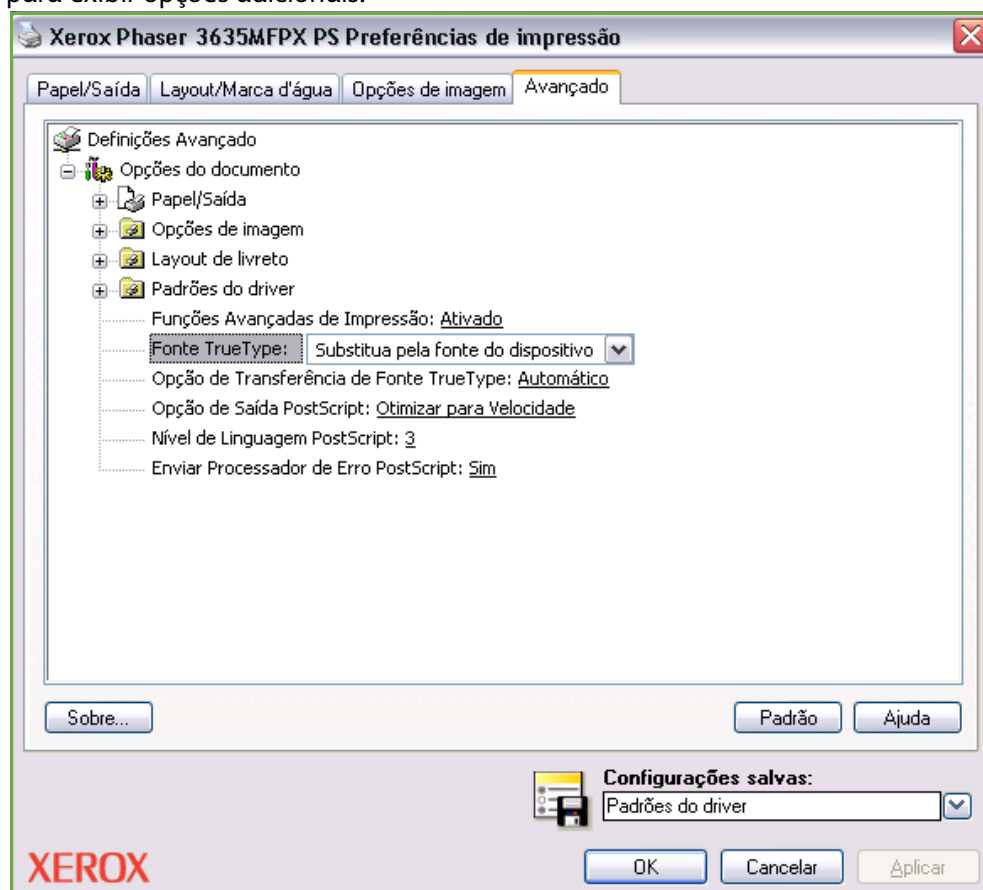 para exibir opções adicionais.
Xerox Phaser 3635MFPX PS Preferências de impressão
Papel/Saída Layout/Marca d'água Opções de imagem Avançado
Definições Avançado
Opções do documento
Papel/Saída
Opções de imagem
Layout de livreto
Padrões do driver
Funções Avançadas de Impressão: Ativado
Fonte TrueType: Substitua pela fonte do dispositivo
Opção de Transferência de Fonte TrueType: Automático
Opção de Saída PostScript: Otimizar para Velocidade
Nível de Linguagem PostScript: 3
Enviar Processador de Erro PostScript: Sim
Sobre... Padrão Ajuda
Configurações salvas:
Padrões do driver
XEROX OK Cancelar Aplicar